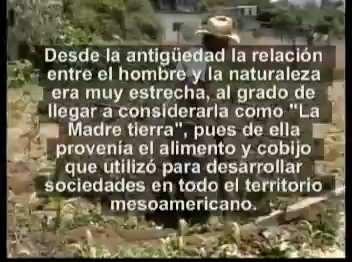 Desde la antigüedad la relación
entre el hombre y la naturaleza
era muy estrecha, al grado de
llegar a considerarla como "La
Madre tierra", pues de ella
provenía el alimento y cobijo
que utilizó para desarrollar
sociedades en todo el territorio
mesoamericano.